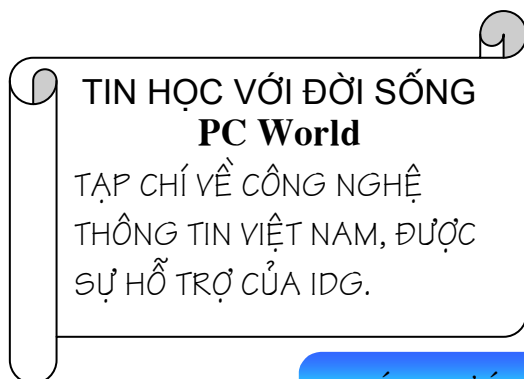 TIN HỌC VỚI ĐỜI SỐNG
PC World
TẠP CHÍ VỀ CÔNG NGHỆ
THÔNG TIN VIỆT NAM, ĐƯỢC
SỰ HỖ TRỢ CỦA IDG.